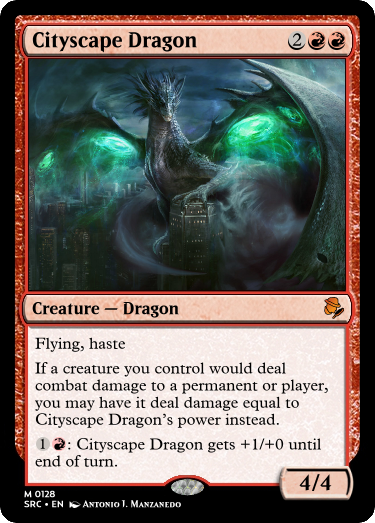 Cityscape Dragon 2
Creature — Dragon
Flying, haste
If a creature you control would deal
combat damage to a permanent or player,
you may have it deal damage equal to
Cityscape Dragon's power instead.
1 : Cityscape Dragon gets +1/+0 until
end of turn.
4/4
M 0128
SRC • EN Antonio J. Manzanedo